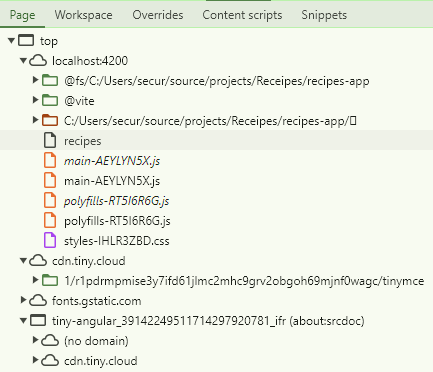 Page Workspace Overrides Content scripts Snippets
top
localhost:4200
@fs/C:/Users/secur/source/projects/Receipes/recipes-app
@vite
C:/Users/secur/source/projects/Receipes/recipes-app/▯
recipes
main-AEYLYN5X.js
main-AEYLYN5X.js
polyfills-RT5I6R6G.js
polyfills-RT5I6R6G.js
styles-IHLR3ZBD.css
cdn.tiny.cloud
1/r1pdrmpmise3y7ifd61jlmc2mhc9grv2obgoh69mjnf0wagc/tinymce
fonts.gstatic.com
tiny-angular_39142249511714297920781_ifr (about:srcdoc)
(no domain)
cdn.tiny.cloud